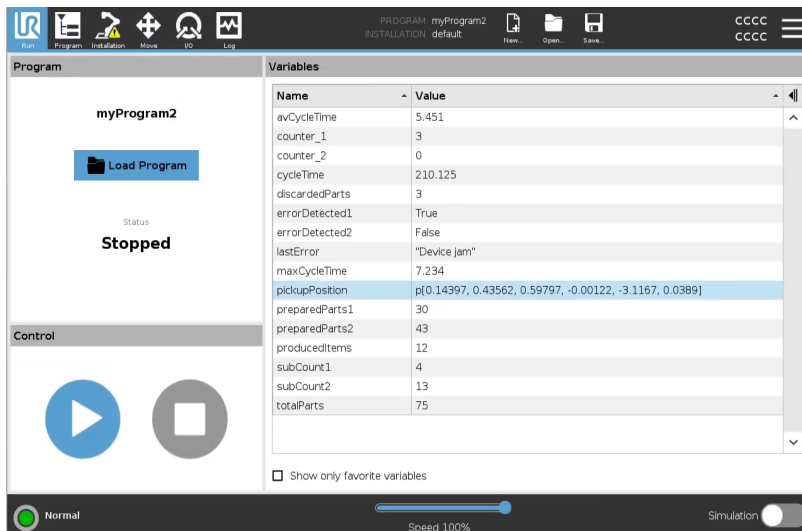 UR
Run
Program
Installation
Move
I/O
Log
PROGRAM myProgram2
INSTALLATION default
New...
Open...
Save...
CCCC
CCCC
Program
myProgram2
Load Program
Status
Stopped
Control
Variables
Name Value
avCycleTime 5.451
counter_1 3
counter_2 0
cycleTime 210.125
discardedParts 3
errorDetected1 True
errorDetected2 False
lastError "Device jam"
maxCycleTime 7.234
pickupPosition p[0.14397, 0.43562, 0.59797, -0.00122, -3.1167, 0.0389]
preparedParts1 30
preparedParts2 43
producedItems 12
subCount1 4
subCount2 13
totalParts 75
Show only favorite variables
Normal
Speed 100%
Simulation